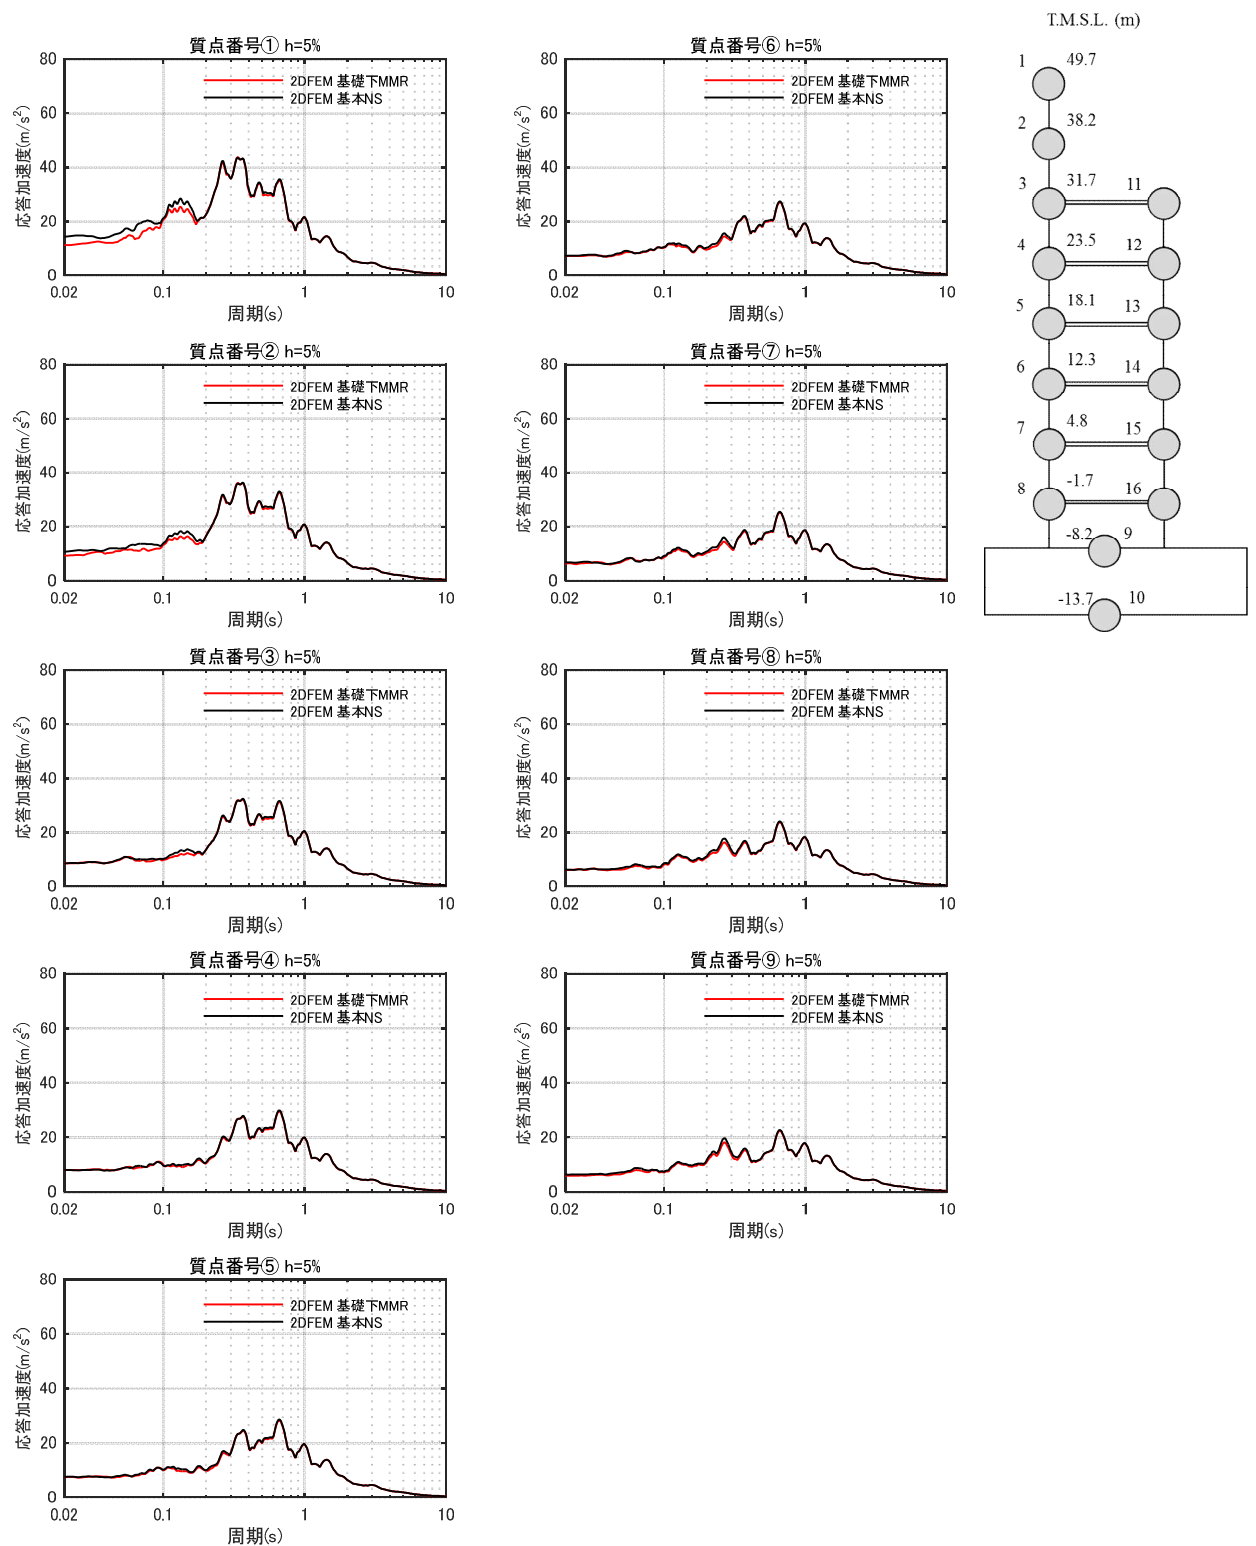 質点番号① h=5%
80
60
40
20
0
応答加速度(m/s²)
2DFEM 基礎下MMR
2DFEM 基本NS
0.02
0.1
1
10
周期(s)
質点番号② h=5%
80
60
40
20
0
応答加速度(m/s²)
2DFEM 基礎下MMR
2DFEM 基本NS
0.02
0.1
1
10
周期(s)
質点番号③ h=5%
80
60
40
20
0
応答加速度(m/s²)
2DFEM 基礎下MMR
2DFEM 基本NS
0.02
0.1
1
10
周期(s)
質点番号④ h=5%
80
60
40
20
0
応答加速度(m/s²)
2DFEM 基礎下MMR
2DFEM 基本NS
0.02
0.1
1
10
周期(s)
質点番号⑤ h=5%
80
60
40
20
0
応答加速度(m/s²)
2DFEM 基礎下MMR
2DFEM 基本NS
0.02
0.1
1
10
周期(s)
質点番号⑥ h=5%
80
60
40
20
0
応答加速度(m/s²)
2DFEM 基礎下MMR
2DFEM 基本NS
0.02
0.1
1
10
周期(s)
質点番号⑦ h=5%
80
60
40
20
0
応答加速度(m/s²)
2DFEM 基礎下MMR
2DFEM 基本NS
0.02
0.1
1
10
周期(s)
質点番号⑧ h=5%
80
60
40
20
0
応答加速度(m/s²)
2DFEM 基礎下MMR
2DFEM 基本NS
0.02
0.1
1
10
周期(s)
質点番号⑨ h=5%
80
60
40
20
0
応答加速度(m/s²)
2DFEM 基礎下MMR
2DFEM 基本NS
0.02
0.1
1
10
周期(s)
T.M.S.L. (m)
1 49.7
2 38.2
3 31.7 11
4 23.5 12
5 18.1 13
6 12.3 14
7 4.8 15
8 -1.7 16
-8.2 9
-13.7 10